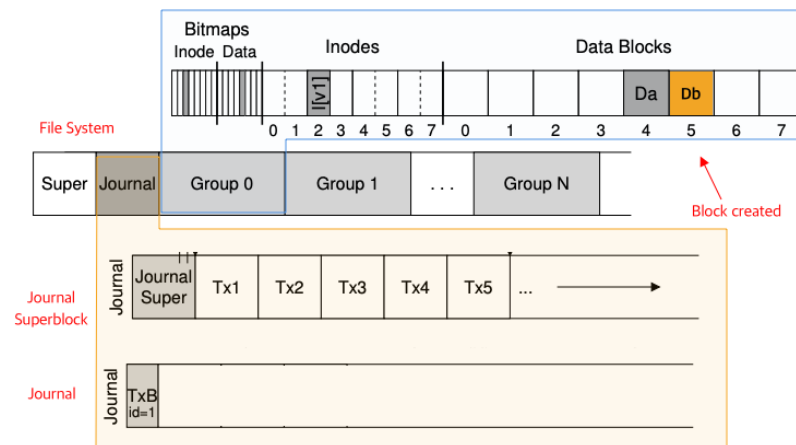 Bitmaps
Inode Data
Inodes
Data Blocks
I[v1]
Da
Db
0 1 2 3 4 5 6 7
0 1 2 3 4 5 6 7
File System
Super
Journal
Group 0
Group 1
. . .
Group N
Block created
Journal
Journal
Super
Tx1
Tx2
Tx3
Tx4
Tx5
...
Journal
Superblock
Journal
Journal
TxB
id=1